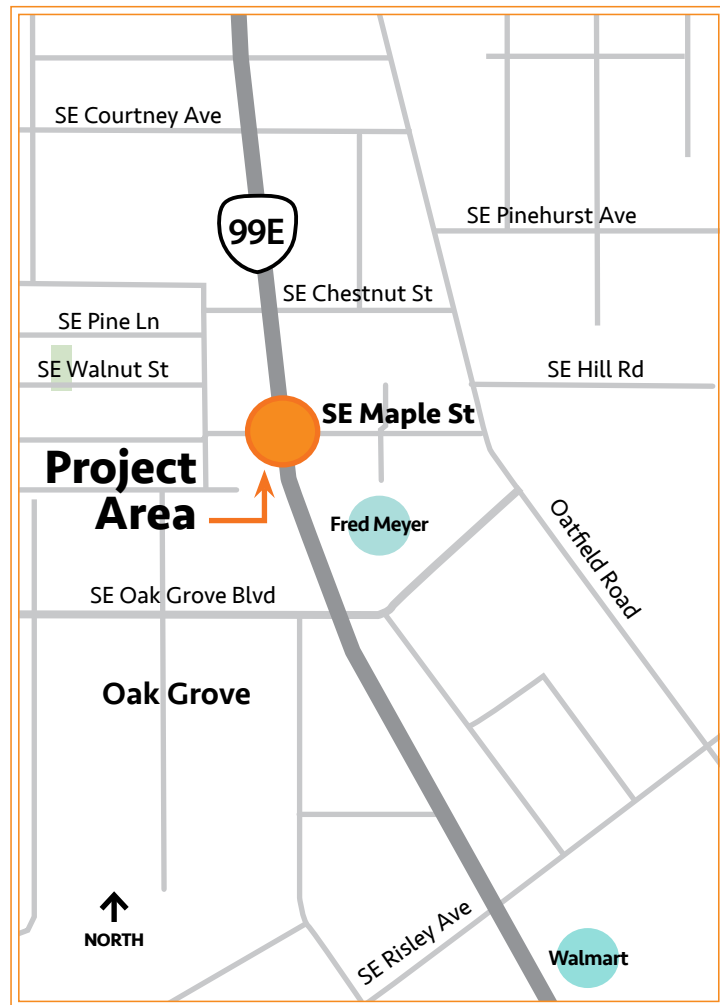 SE Courtney Ave
99E
SE Pinehurst Ave
SE Chestnut St
SE Pine Ln
SE Walnut St
SE Hill Rd
SE Maple St
Project
Area
Fred Meyer
Oatfield Road
SE Oak Grove Blvd
Oak Grove
NORTH
SE Risley Ave
Walmart